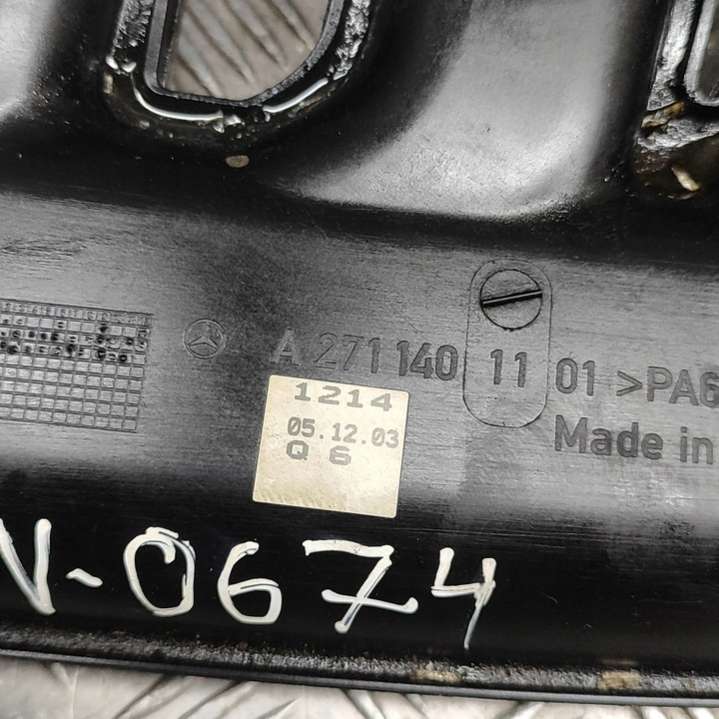 A 271 140 11 01 >PA6
Made in
1214
05.12.03
Q 6
V-0674